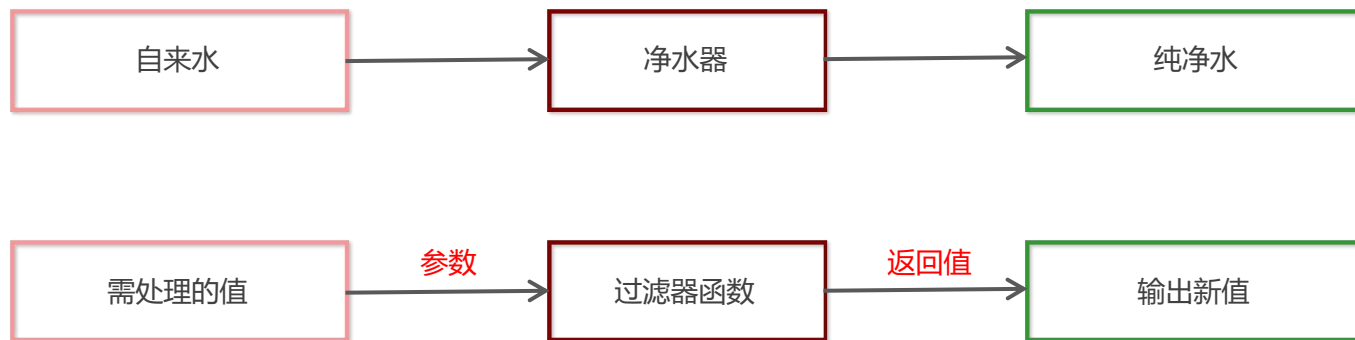 自来水
净水器
纯净水
参数
返回值
需处理的值
过滤器函数
输出新值